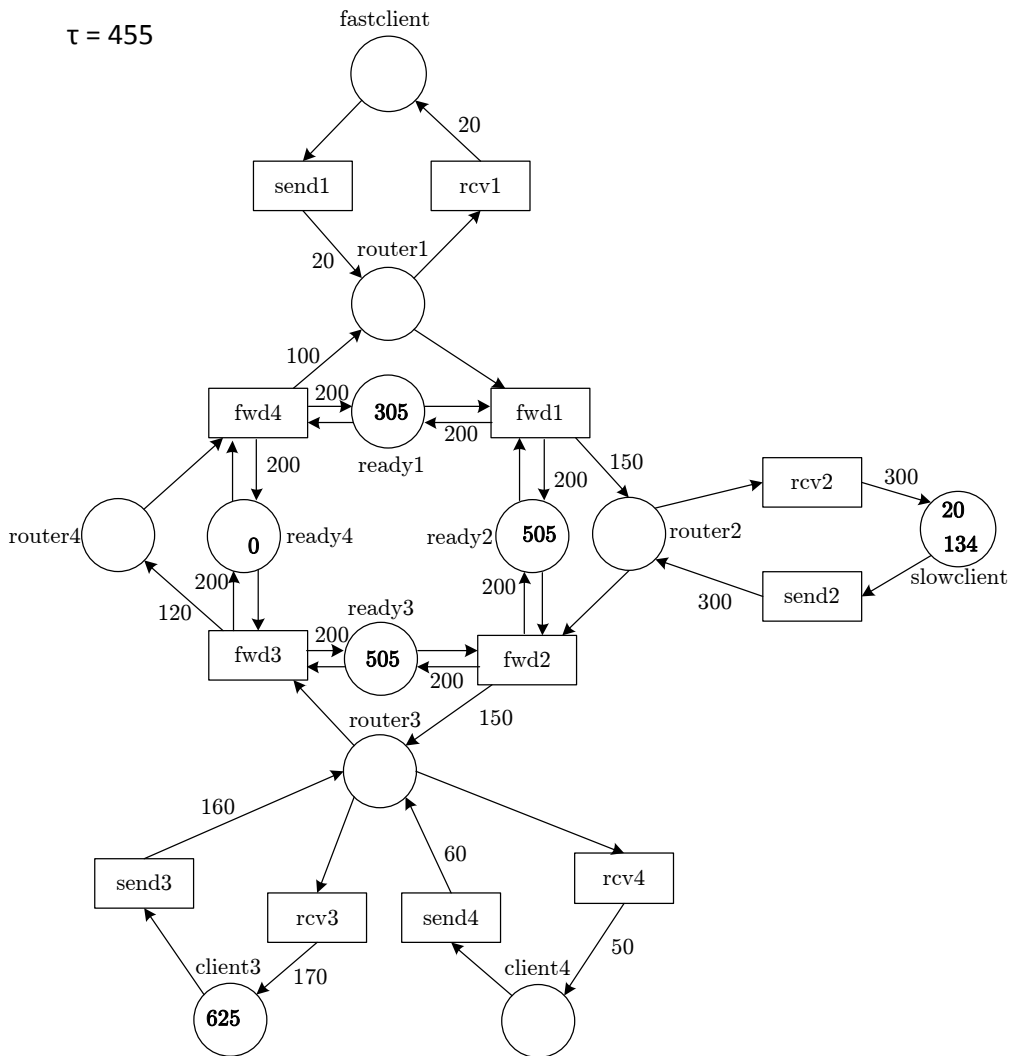 τ = 455
fastclient
20
send1
rcv1
20
router1
100
200
fwd4
305
fwd1
200
ready1
200
200
150
rcv2
300
router4
0
ready4
ready2
505
router2
20
134
slowclient
200
200
300
send2
120
ready3
200
fwd3
505
fwd2
200
router3
150
160
60
send3
rcv4
rcv3
send4
50
client3
170
client4
625